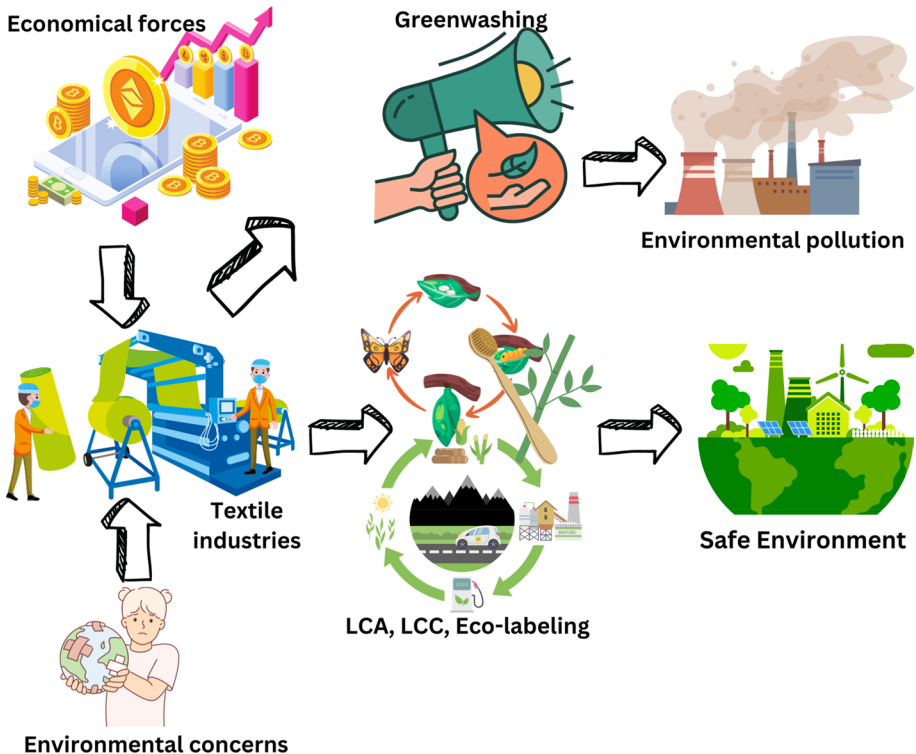 Economical forces
Greenwashing
Environmental pollution
Textile
industries
LCA, LCC, Eco-labeling
Safe Environment
Environmental concerns